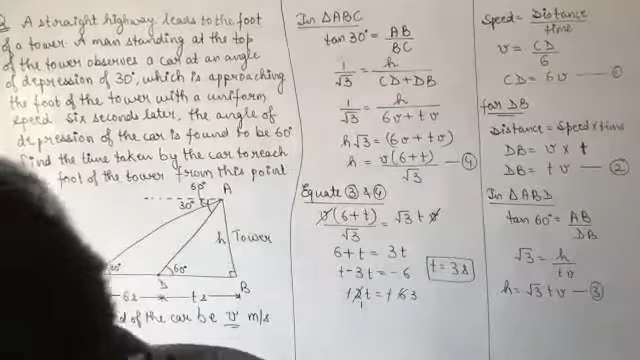 Q A straight highway leads to the foot
of a tower. A man standing at the top
of the tower observes a car at an angle
of depression of 30°, which is approaching
the foot of the tower with a uniform
speed. Six seconds later, the angle of
depression of the car is found to be 60°
Find the time taken by the car to reach
foot of the tower from this point
60° A
30°
h Tower
60°
D B
6s t s
of the car be v m/s
In ΔABC
tan 30° = AB/BC
1/√3 = h/(CD+DB)
1/√3 = h/(6v+tv)
h√3 = (6v+tv)
h = v(6+t)/√3 — ④
Equate ③ & ④
v(6+t)/√3 = √3 t v
6+t = 3t
t-3t = -6
+2t = +63
1
t = 3s
Speed = Distance/time
v = CD/6
CD = 6v — ①
for DB
Distance = Speed × time
DB = v × t
DB = tv — ②
In ΔABD
tan 60° = AB/DB
√3 = h/tv
h = √3 tv — ③